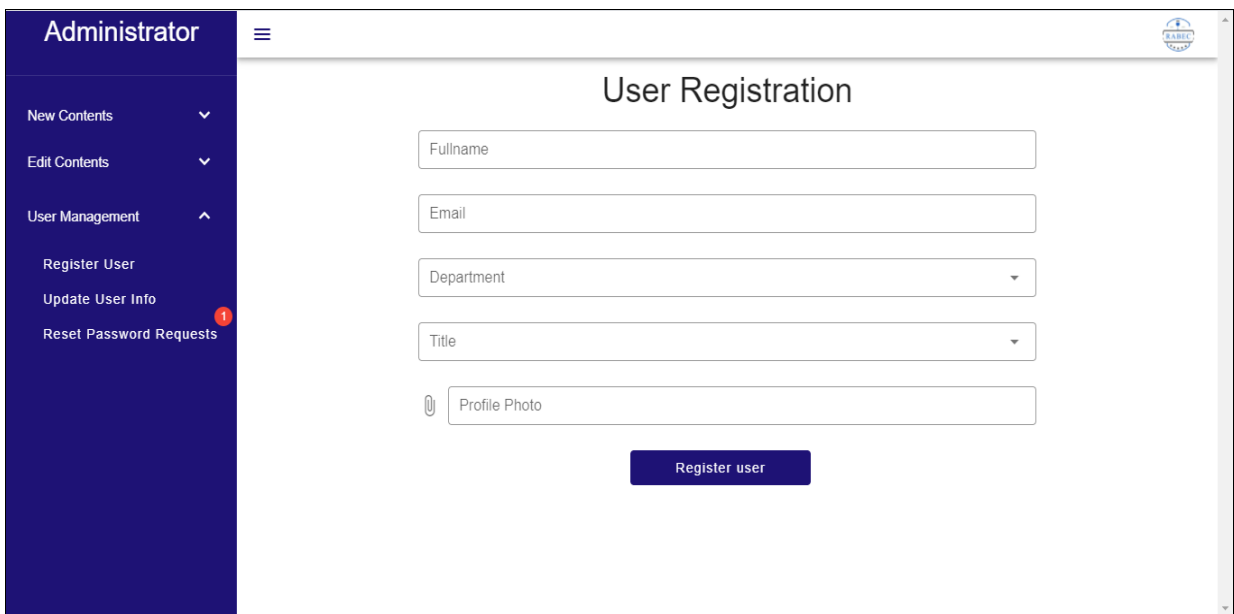 Administrator
RABEC
New Contents
Edit Contents
User Management
Register User
Update User Info
1
Reset Password Requests
User Registration
Fullname
Email
Department
Title
Profile Photo
Register user